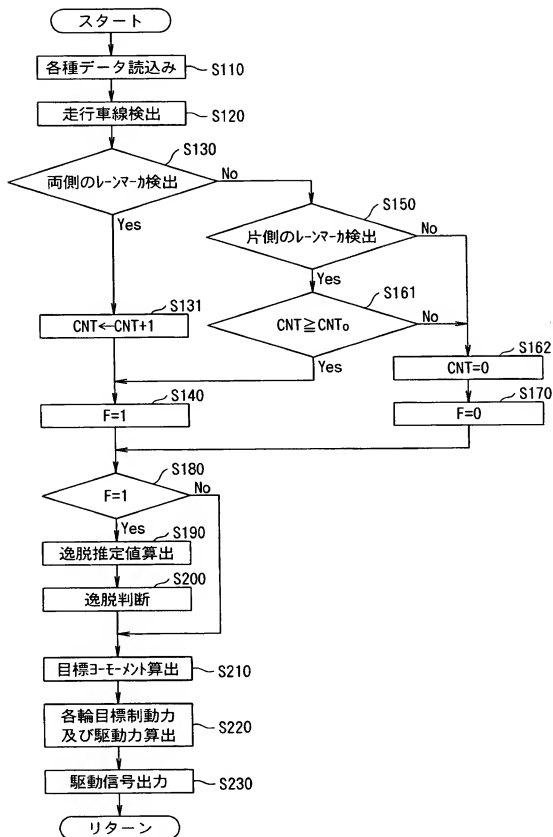 スタート
各種データ読込み
S110
走行車線検出
S120
S130
両側のレーンマーカ検出
No
Yes
S150
片側のレーンマーカ検出
No
Yes
S131
CNT←CNT+1
S161
CNT≧CNT₀
No
Yes
S162
CNT=0
S140
F=1
S170
F=0
S180
F=1
No
Yes
S190
逸脱推定値算出
S200
逸脱判断
目標ヨーモーメント算出
S210
各輪目標制動力
及び駆動力算出
S220
駆動信号出力
S230
リターン